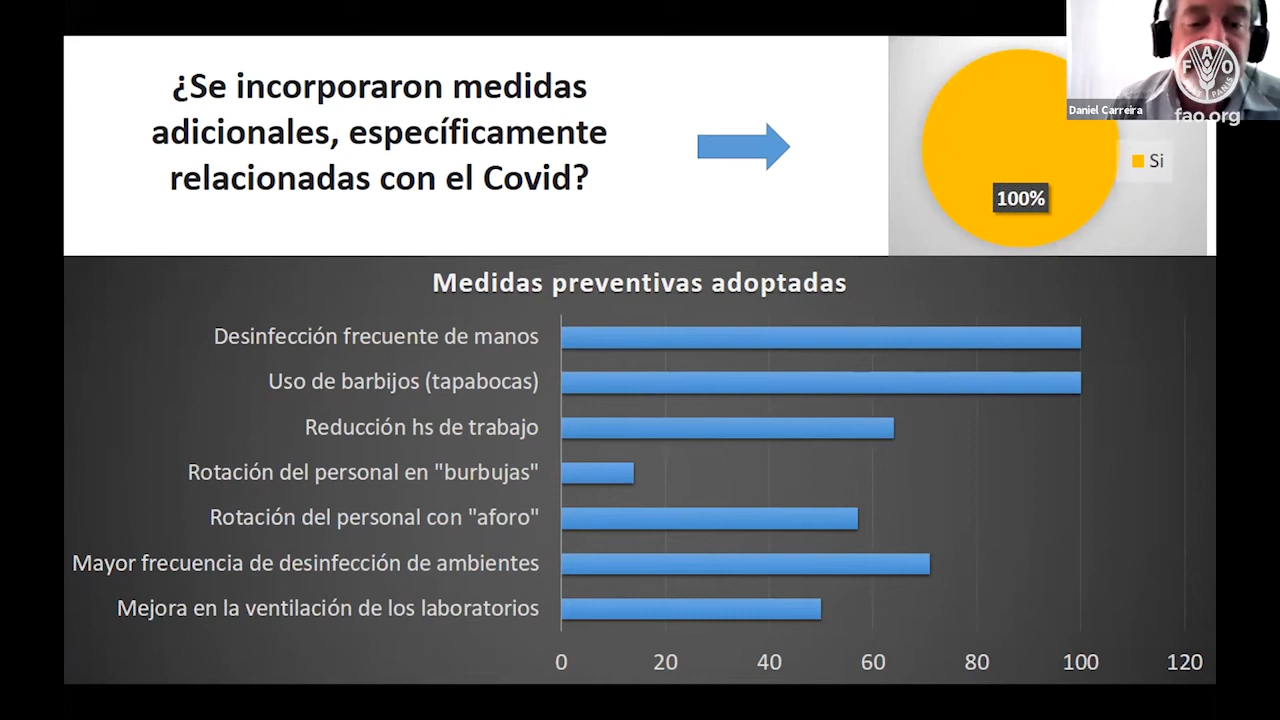 ¿Se incorporaron medidas
adicionales, específicamente
relacionadas con el Covid?
100%
Si
Daniel Carreira
F A O
fao.org
Medidas preventivas adoptadas
Desinfección frecuente de manos
Uso de barbijos (tapabocas)
Reducción hs de trabajo
Rotación del personal en "burbujas"
Rotación del personal con "aforo"
Mayor frecuencia de desinfección de ambientes
Mejora en la ventilación de los laboratorios
0 20 40 60 80 100 120